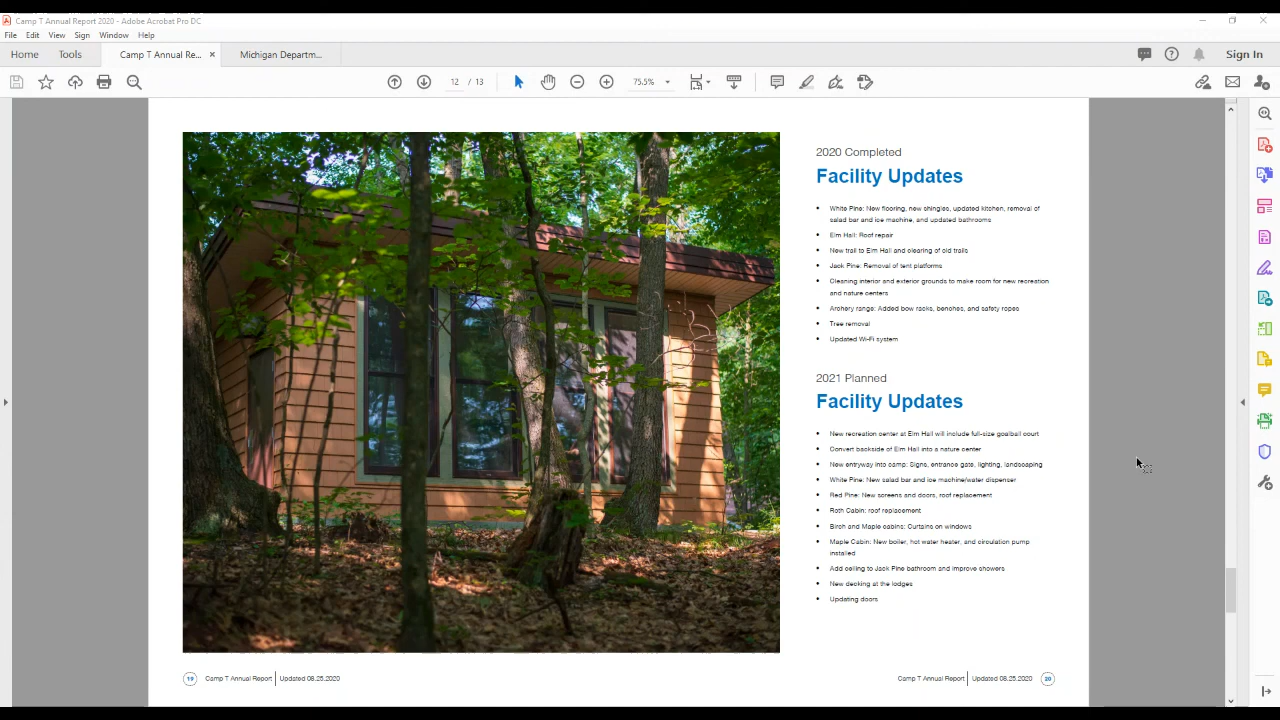 Camp T Annual Report 2020 - Adobe Acrobat Pro DC
File Edit View Sign Window Help
Home Tools Camp T Annual Re... × Michigan Departm... Sign In
12 / 13 75.5%
2020 Completed
Facility Updates
• White Pine: New flooring, new shingles, updated kitchen, removal of
salad bar and ice machine, and updated bathrooms
• Elm Hall: Roof repair
• New trail to Elm Hall and clearing of old trails
• Jack Pine: Removal of tent platforms
• Cleaning interior and exterior grounds to make room for new recreation
and nature centers
• Archery range: Added bow racks, benches, and safety ropes
• Tree removal
• Updated Wi-Fi system
2021 Planned
Facility Updates
• New recreation center at Elm Hall will include full-size goalball court
• Convert backside of Elm Hall into a nature center
• New entryway into camp: Signs, entrance gate, lighting, landscaping
• White Pine: New salad bar and ice machine/water dispenser
• Red Pine: New screens and doors, roof replacement
• Roth Cabin: roof replacement
• Birch and Maple cabins: Curtains on windows
• Maple Cabin: New boiler, hot water heater, and circulation pump
installed
• Add ceiling to Jack Pine bathroom and improve showers
• New decking at the lodges
• Updating doors
19 Camp T Annual Report | Updated 08.25.2020
Camp T Annual Report | Updated 08.25.2020 20